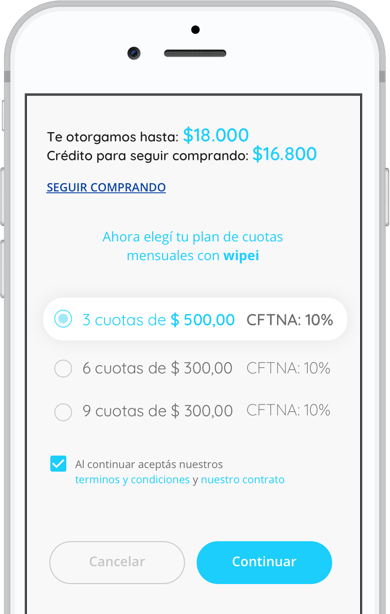 Te otorgamos hasta: $18.000
Crédito para seguir comprando: $16.800
SEGUIR COMPRANDO
Ahora elegí tu plan de cuotas
mensuales con wipei
3 cuotas de $ 500,00 CFTNA: 10%
6 cuotas de $ 300,00 CFTNA: 10%
9 cuotas de $ 300,00 CFTNA: 10%
Al continuar aceptás nuestros
terminos y condiciones y nuestro contrato
Cancelar Continuar